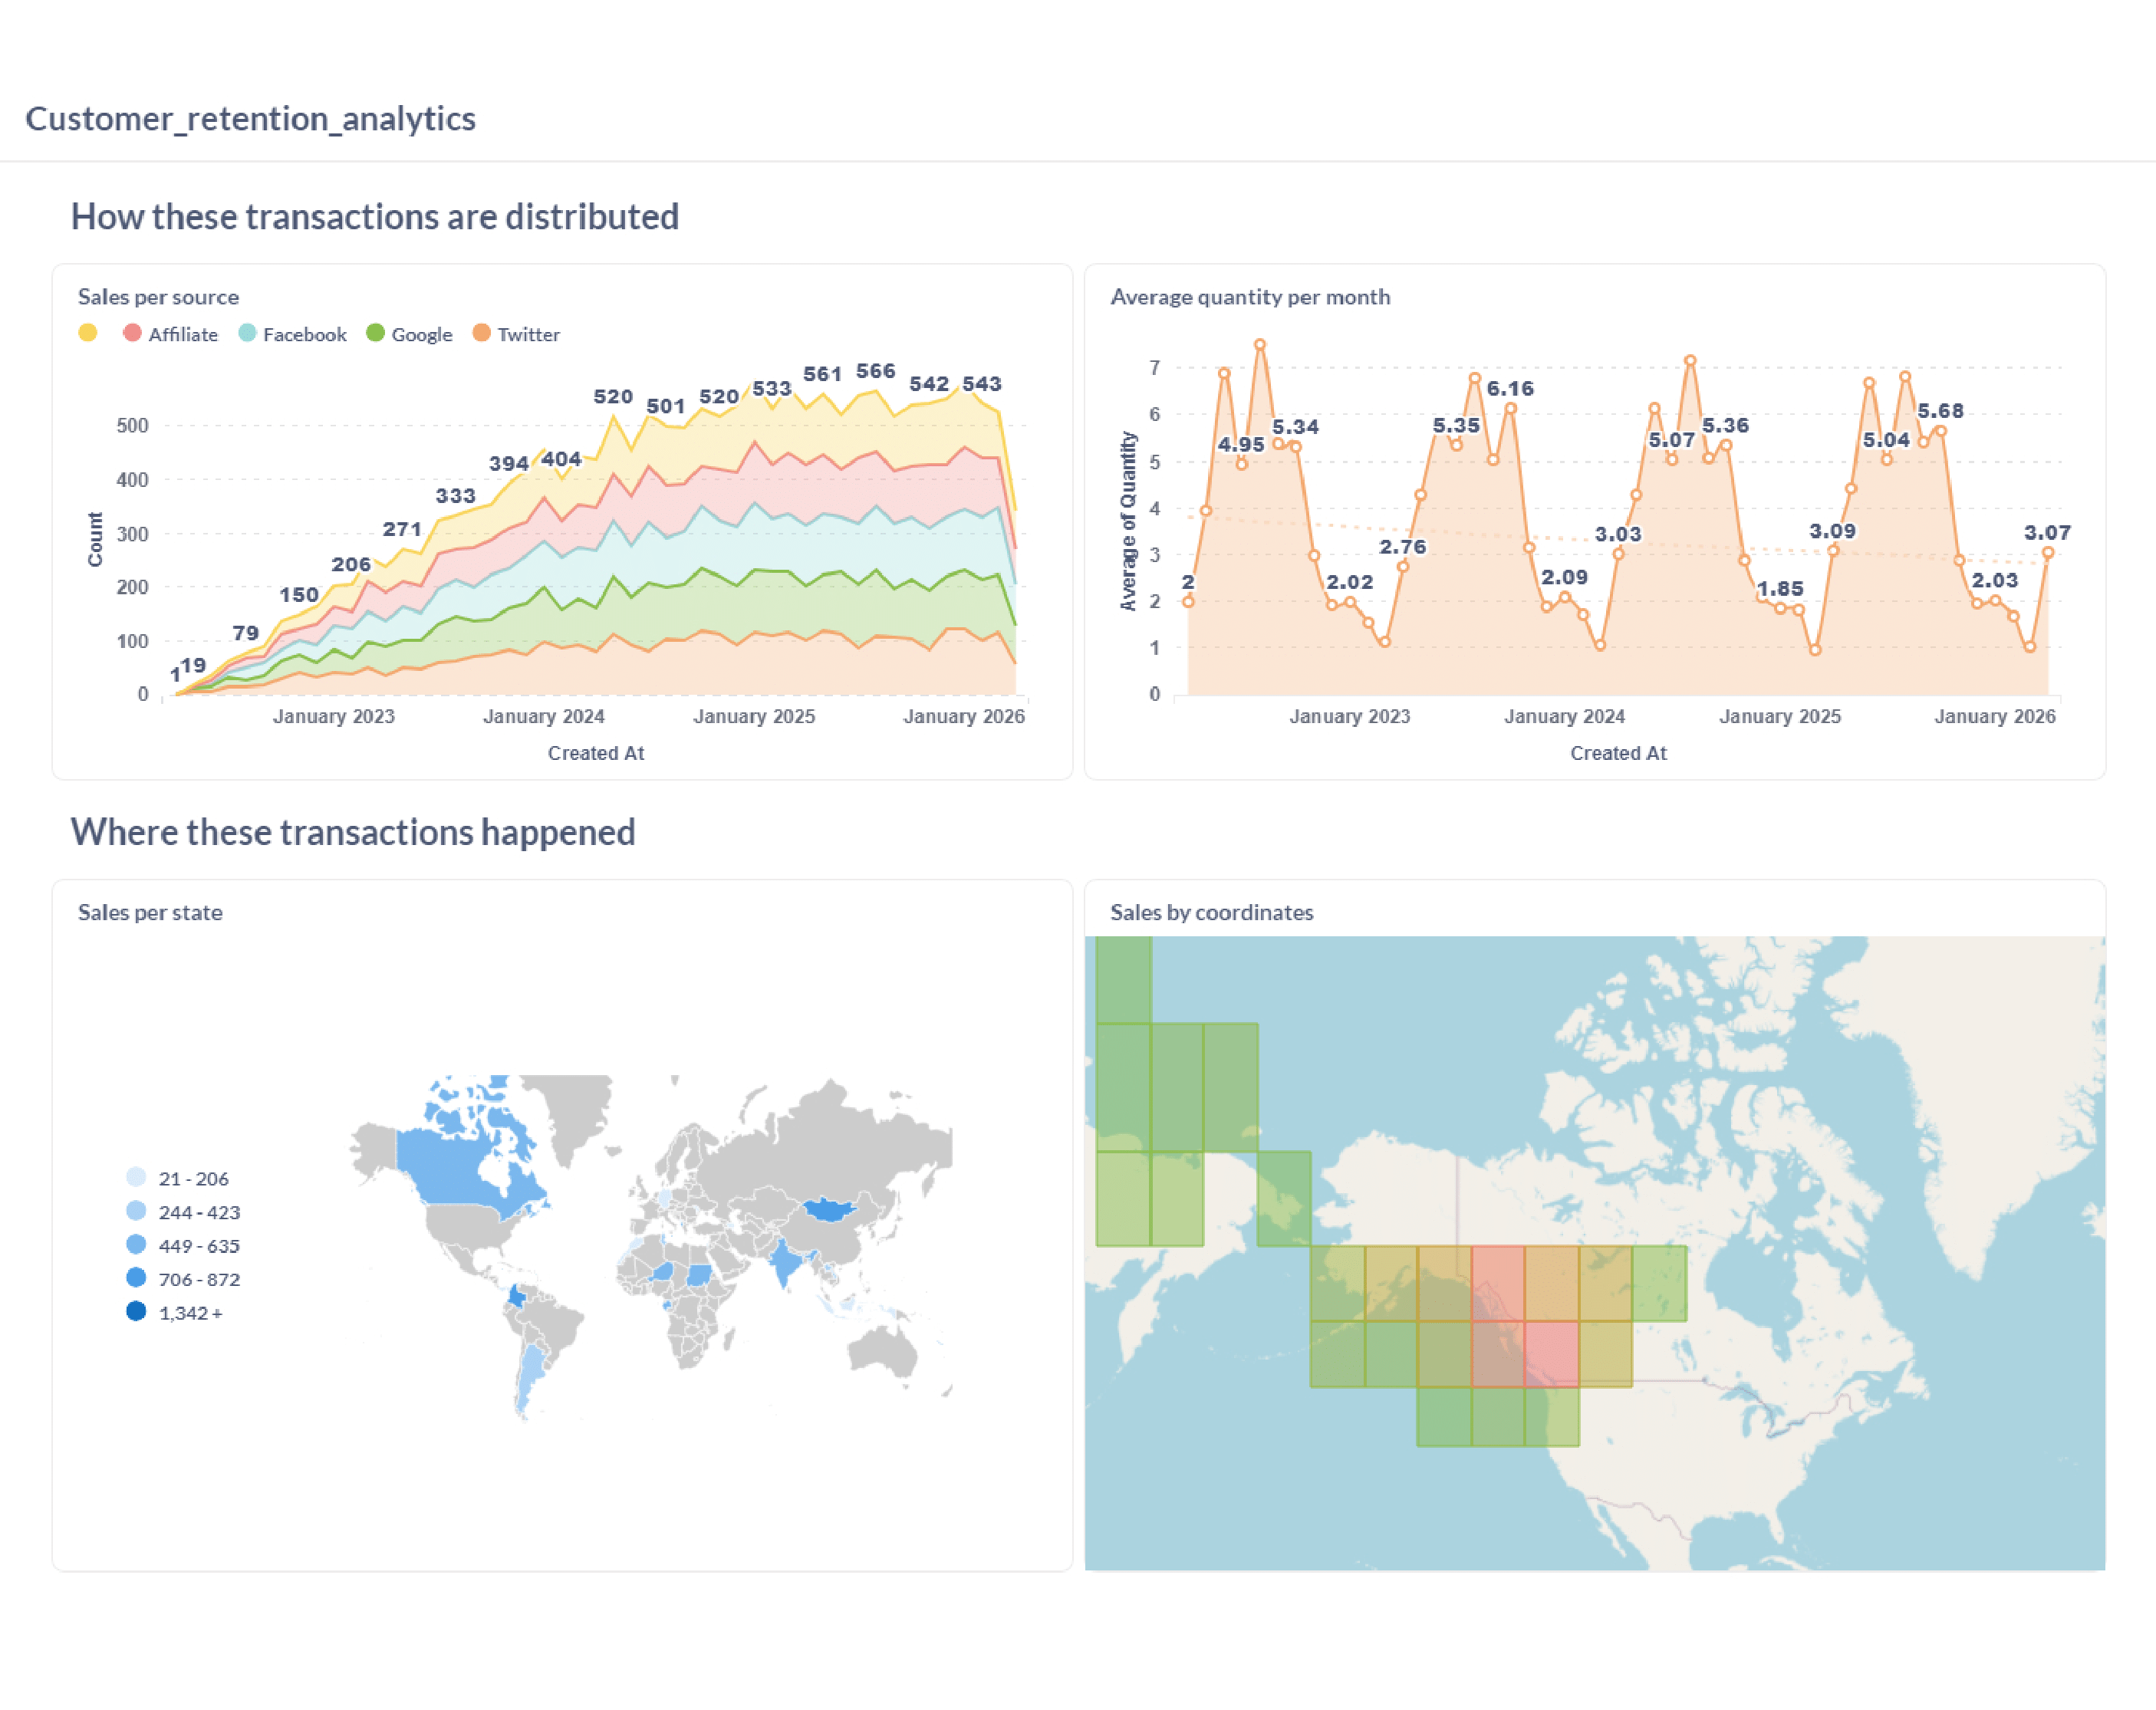 Customer_retention_analytics
How these transactions are distributed
Sales per source
Affiliate Facebook Google Twitter
Count
500
400
300
200
100
0
1
19
79
150
206
271
333
394
404
520
501
520
533
561
566
542
543
January 2023
January 2024
January 2025
January 2026
Created At
Average quantity per month
Average of Quantity
7
6
5
4
3
2
1
0
2
4.95
5.34
2.02
2.76
5.35
6.16
2.09
3.03
5.07
5.36
1.85
3.09
5.04
5.68
2.03
3.07
January 2023
January 2024
January 2025
January 2026
Created At
Where these transactions happened
Sales per state
21 - 206
244 - 423
449 - 635
706 - 872
1,342 +
Sales by coordinates